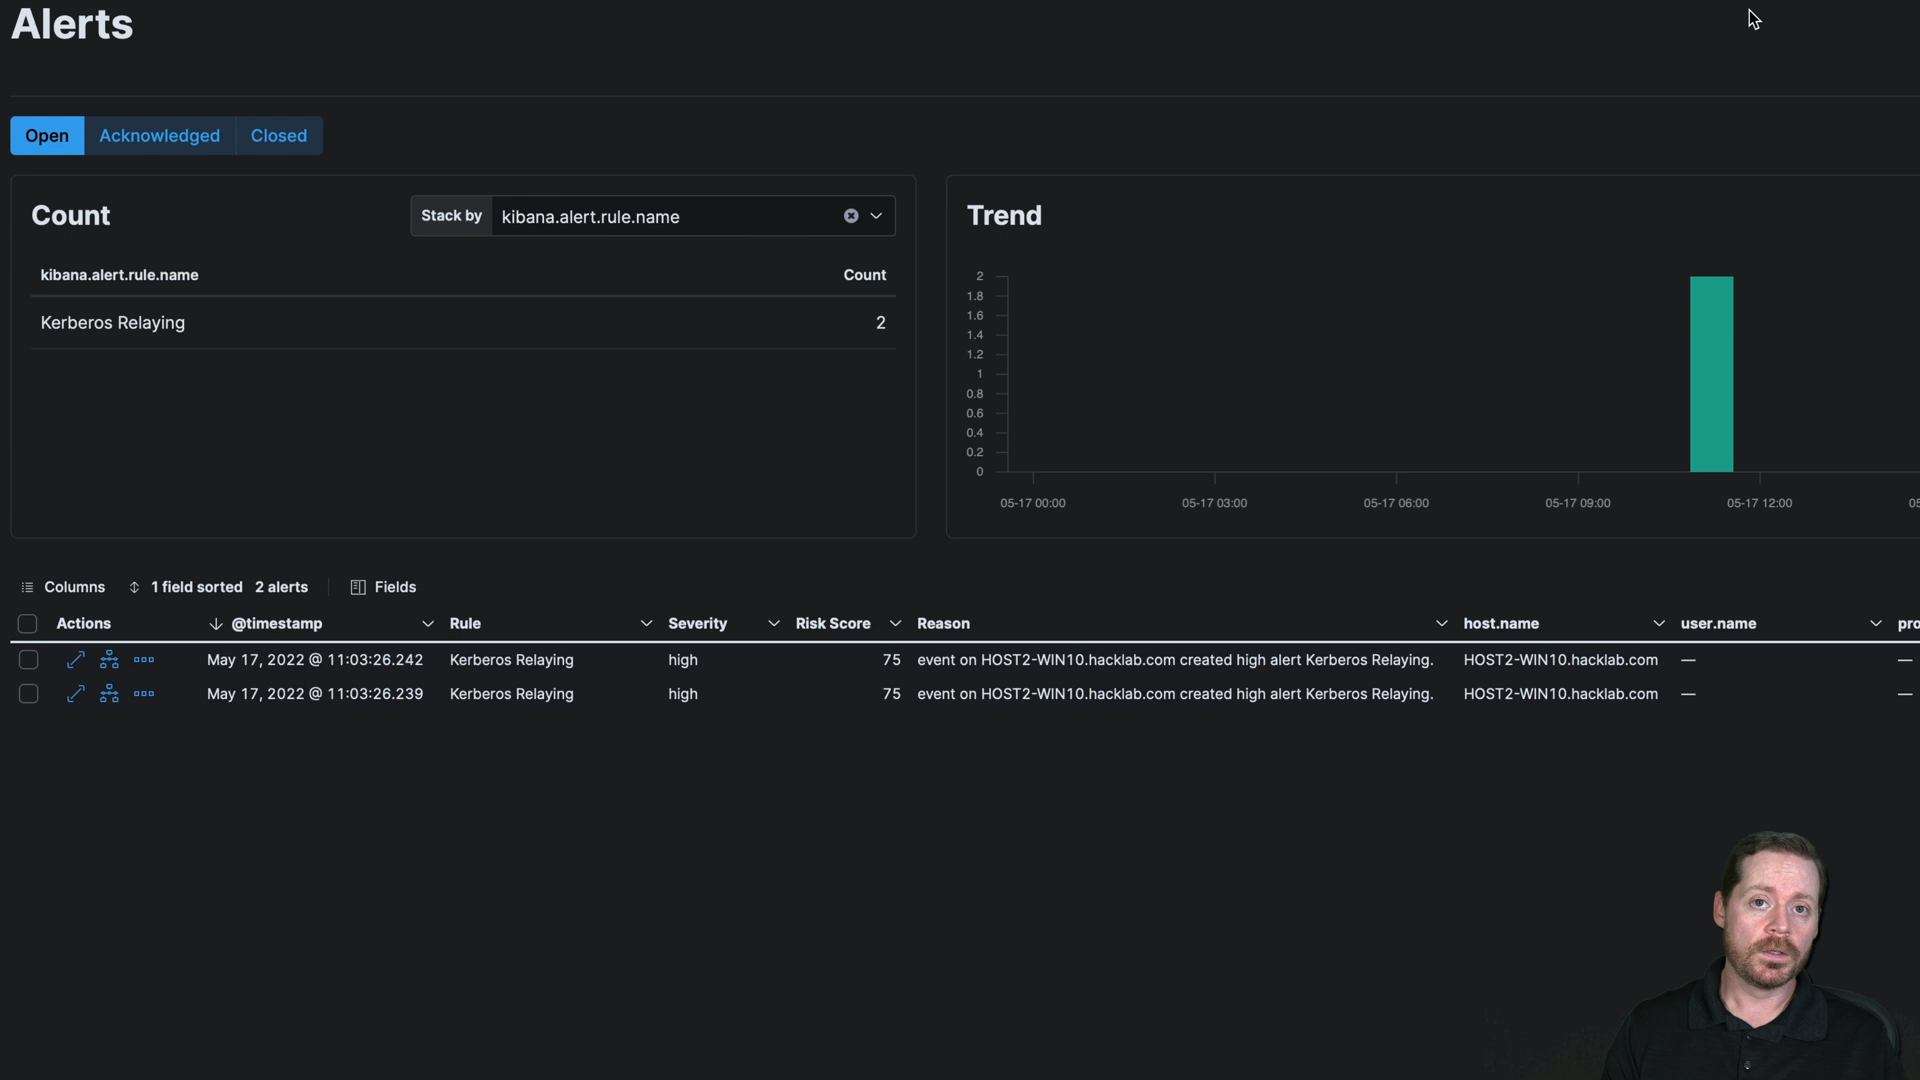 Alerts
Open
Acknowledged
Closed
Count
Stack by
kibana.alert.rule.name
kibana.alert.rule.name
Count
Kerberos Relaying
2
Trend
2
1.8
1.6
1.4
1.2
1
0.8
0.6
0.4
0.2
0
05-17 00:00
05-17 03:00
05-17 06:00
05-17 09:00
05-17 12:00
Columns
1 field sorted
2 alerts
Fields
Actions @timestamp Rule Severity Risk Score Reason host.name user.name pro
May 17, 2022 @ 11:03:26.242 Kerberos Relaying high 75 event on HOST2-WIN10.hacklab.com created high alert Kerberos Relaying. HOST2-WIN10.hacklab.com — —
May 17, 2022 @ 11:03:26.239 Kerberos Relaying high 75 event on HOST2-WIN10.hacklab.com created high alert Kerberos Relaying. HOST2-WIN10.hacklab.com — —